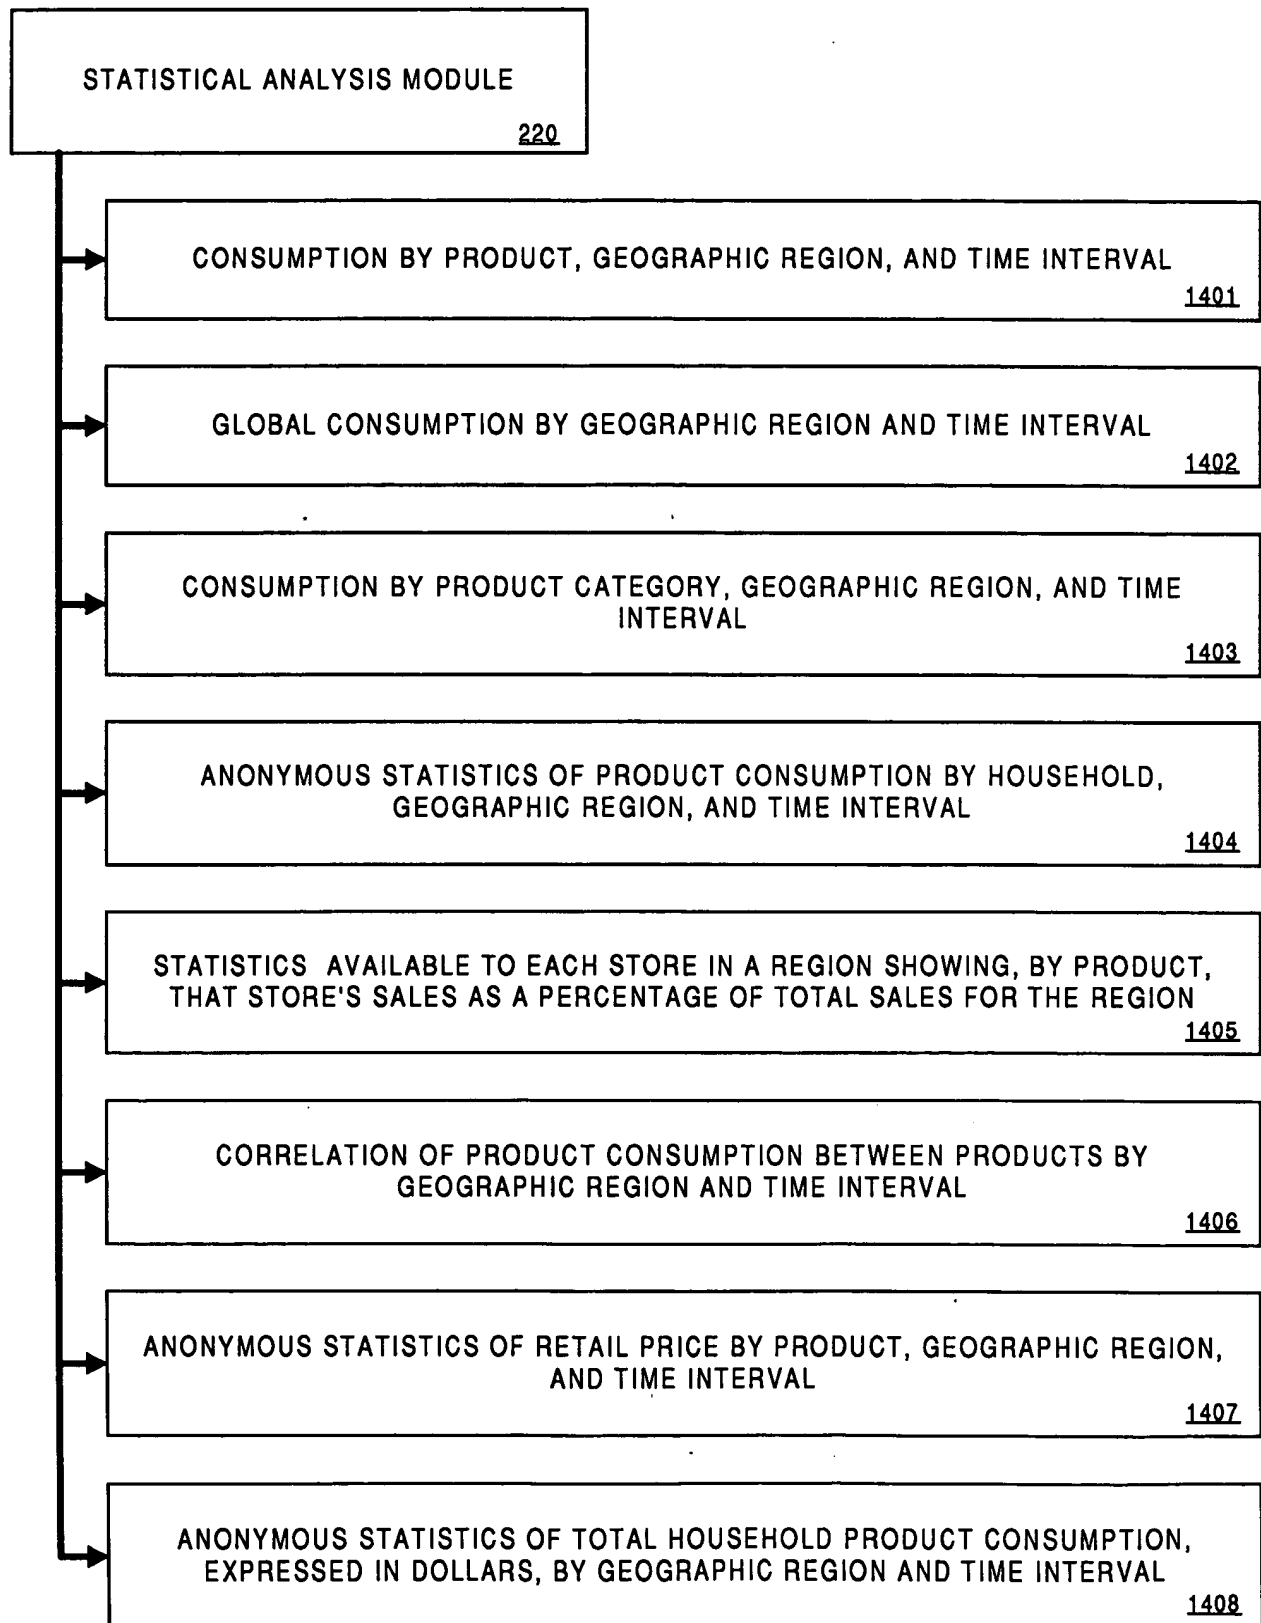 STATISTICAL ANALYSIS MODULE
220
CONSUMPTION BY PRODUCT, GEOGRAPHIC REGION, AND TIME INTERVAL
1401
GLOBAL CONSUMPTION BY GEOGRAPHIC REGION AND TIME INTERVAL
1402
CONSUMPTION BY PRODUCT CATEGORY, GEOGRAPHIC REGION, AND TIME
INTERVAL
1403
ANONYMOUS STATISTICS OF PRODUCT CONSUMPTION BY HOUSEHOLD,
GEOGRAPHIC REGION, AND TIME INTERVAL
1404
STATISTICS AVAILABLE TO EACH STORE IN A REGION SHOWING, BY PRODUCT,
THAT STORE'S SALES AS A PERCENTAGE OF TOTAL SALES FOR THE REGION
1405
CORRELATION OF PRODUCT CONSUMPTION BETWEEN PRODUCTS BY
GEOGRAPHIC REGION AND TIME INTERVAL
1406
ANONYMOUS STATISTICS OF RETAIL PRICE BY PRODUCT, GEOGRAPHIC REGION,
AND TIME INTERVAL
1407
ANONYMOUS STATISTICS OF TOTAL HOUSEHOLD PRODUCT CONSUMPTION,
EXPRESSED IN DOLLARS, BY GEOGRAPHIC REGION AND TIME INTERVAL
1408